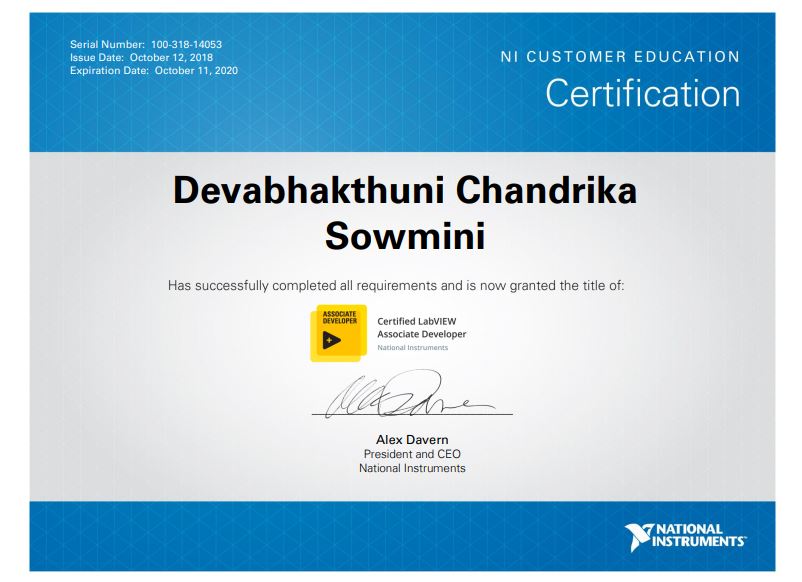 Serial Number: 100-318-14053
Issue Date: October 12, 2018
Expiration Date: October 11, 2020
NI CUSTOMER EDUCATION
Certification
Devabhakthuni Chandrika
Sowmini
Has successfully completed all requirements and is now granted the title of:
ASSOCIATE
DEVELOPER
Certified LabVIEW
Associate Developer
National Instruments
Alex Davern
President and CEO
National Instruments
NATIONAL
INSTRUMENTS™